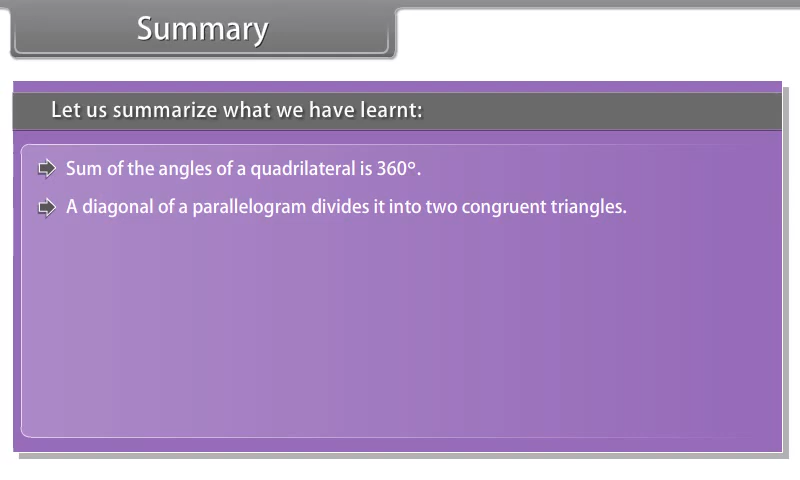 Summary
Let us summarize what we have learnt:
Sum of the angles of a quadrilateral is 360º.
A diagonal of a parallelogram divides it into two congruent triangles.